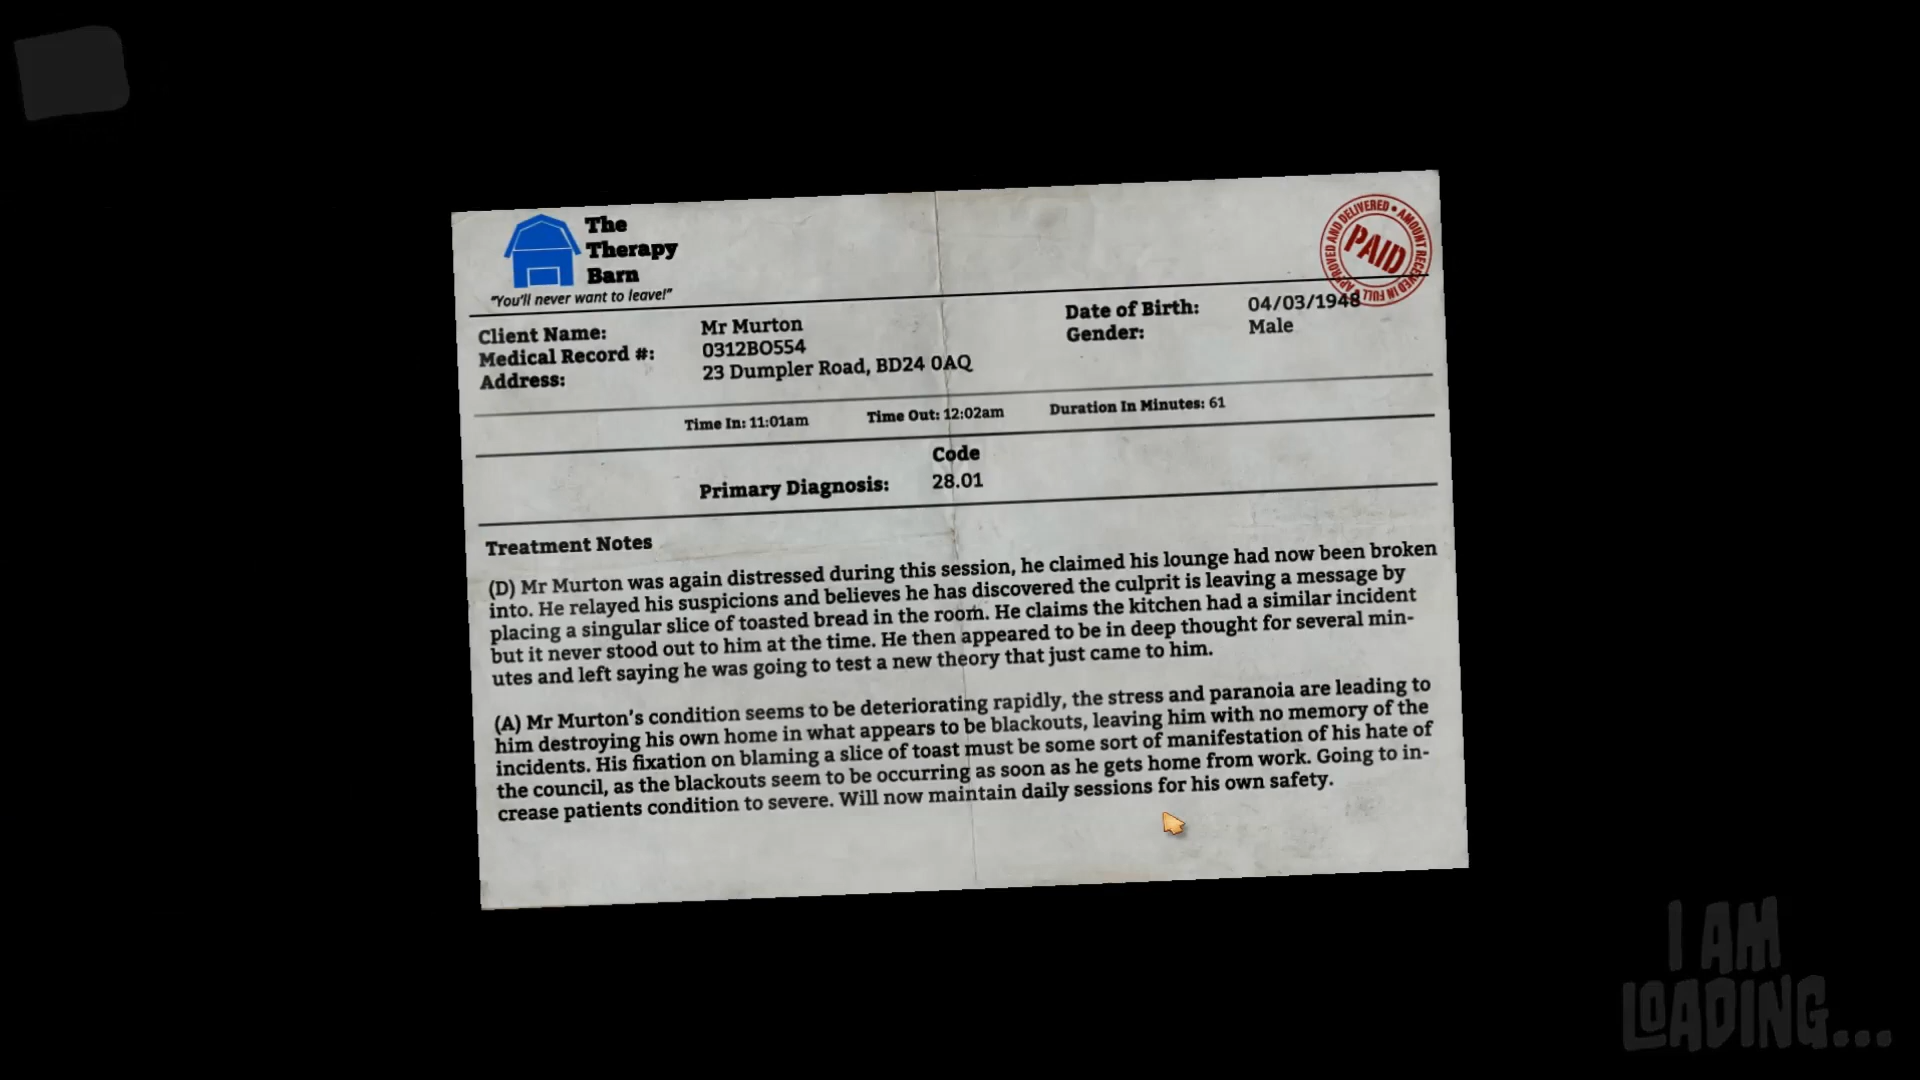 The
Therapy
Barn
"You'll never want to leave!"
APPROVED AND DELIVERED • AMOUNT RECEIVED IN FULL •
PAID
Client Name: Mr Murton Date of Birth: 04/03/1948
Medical Record #: 0312BO554 Gender: Male
Address: 23 Dumpler Road, BD24 0AQ
Time In: 11:01am Time Out: 12:02am Duration In Minutes: 61
Code
Primary Diagnosis: 28.01
Treatment Notes
(D) Mr Murton was again distressed during this session, he claimed his lounge had now been broken
into. He relayed his suspicions and believes he has discovered the culprit is leaving a message by
placing a singular slice of toasted bread in the room. He claims the kitchen had a similar incident
but it never stood out to him at the time. He then appeared to be in deep thought for several min-
utes and left saying he was going to test a new theory that just came to him.
(A) Mr Murton's condition seems to be deteriorating rapidly, the stress and paranoia are leading to
him destroying his own home in what appears to be blackouts, leaving him with no memory of the
incidents. His fixation on blaming a slice of toast must be some sort of manifestation of his hate of
the council, as the blackouts seem to be occurring as soon as he gets home from work. Going to in-
crease patients condition to severe. Will now maintain daily sessions for his own safety.
I AM
LOADING...